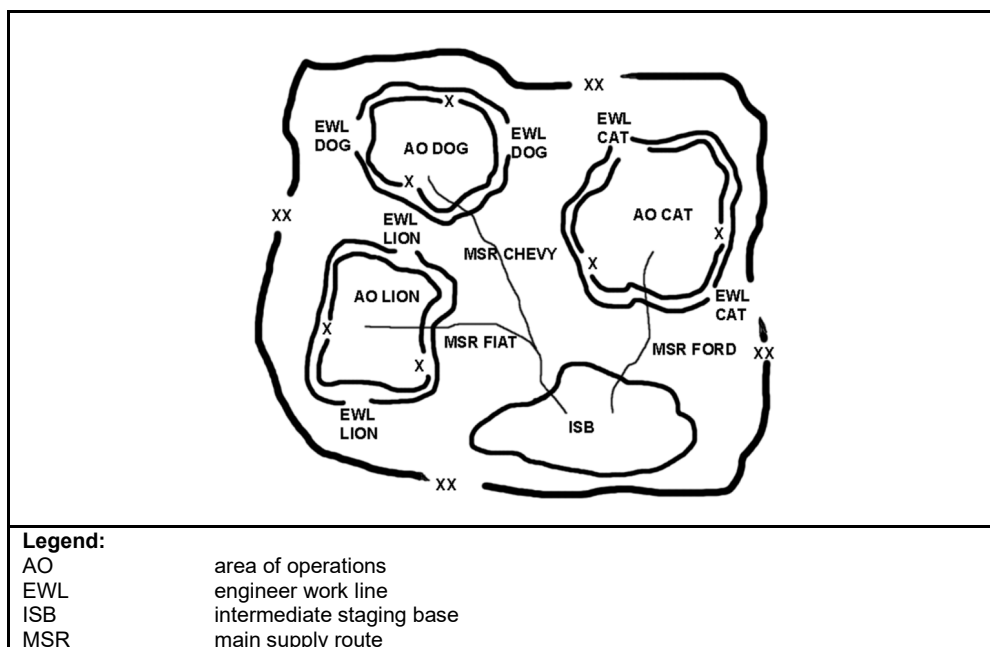 XX
EWL
CAT
X
EWL
DOG
AO DOG
EWL
DOG
X
XX
AO CAT
EWL
LION
X
MSR CHEVY
X
AO LION
EWL
CAT
X
MSR FIAT
MSR FORD
XX
X
EWL
LION
ISB
XX
Legend:
AO area of operations
EWL engineer work line
ISB intermediate staging base
MSR main supply route